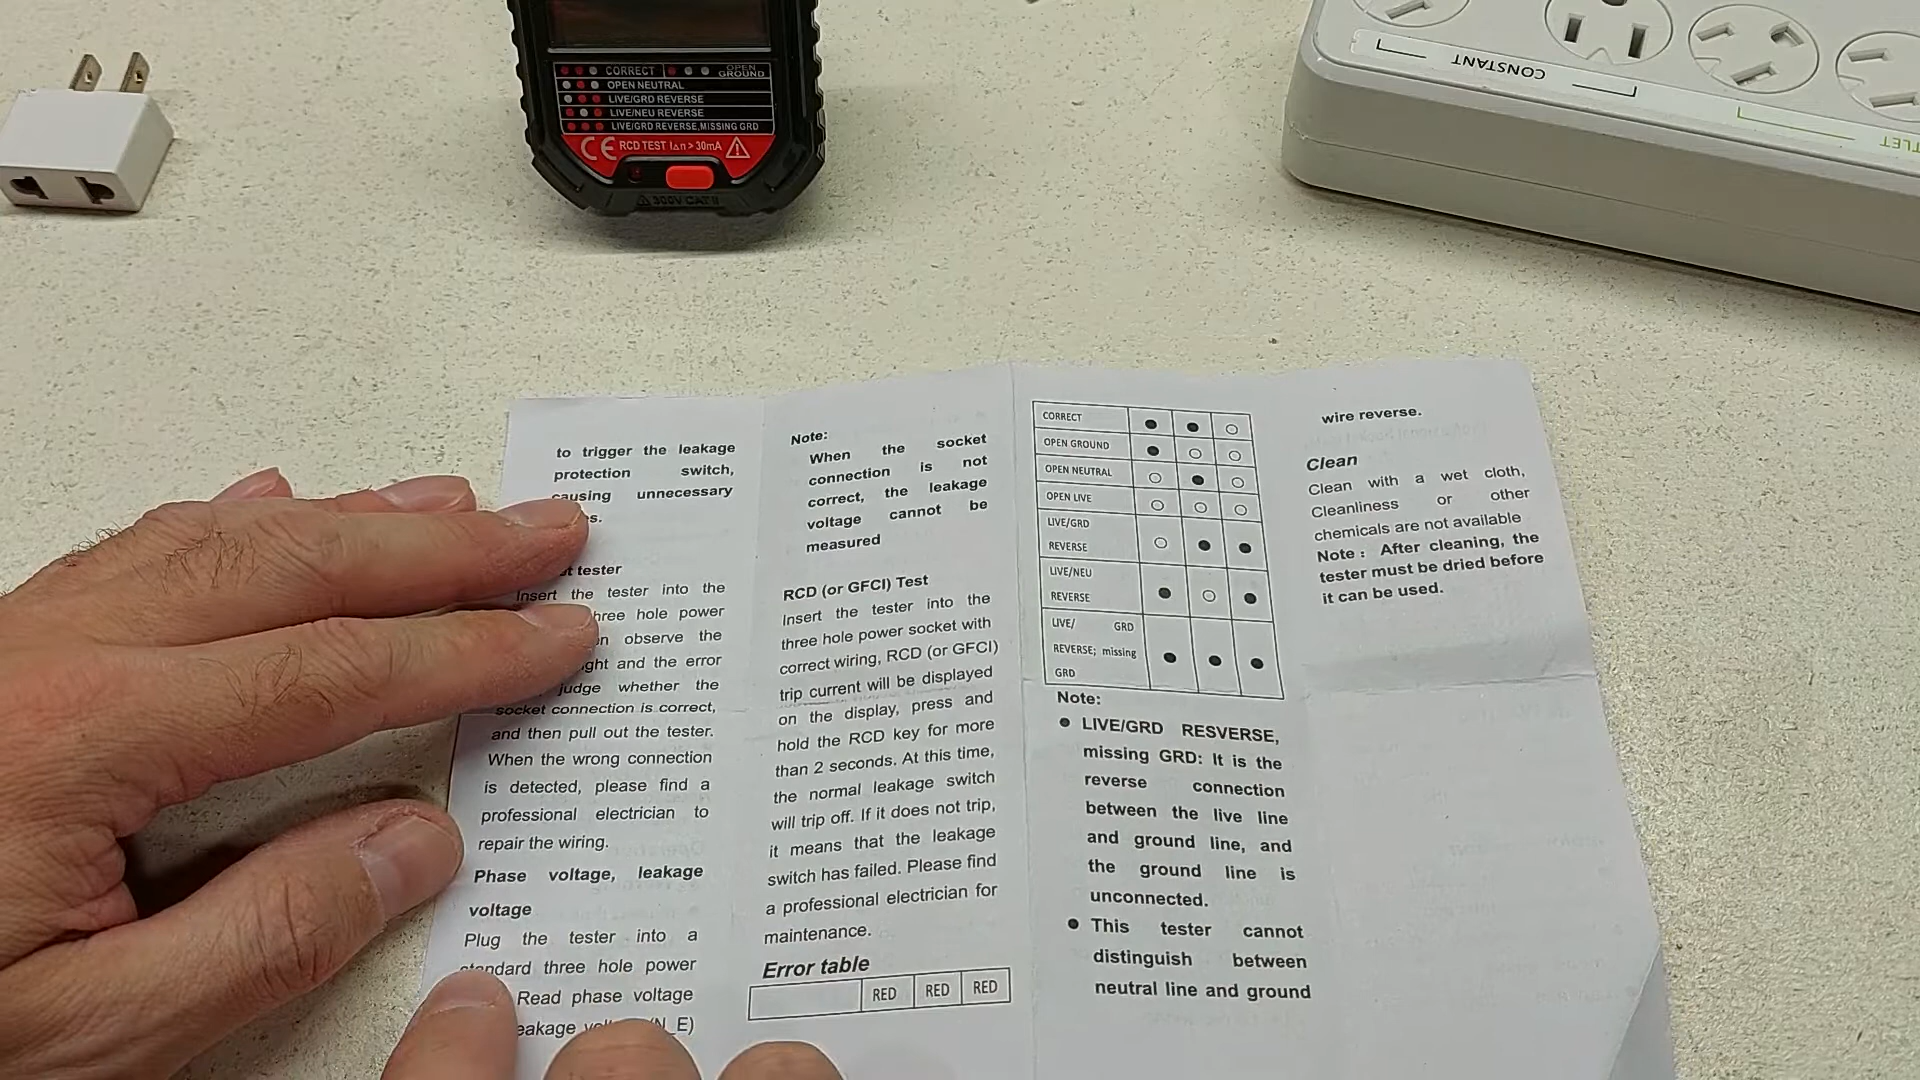 CORRECT
OPEN
GROUND
OPEN NEUTRAL
LIVE/GRD REVERSE
LIVE/NEU REVERSE
LIVE/GRD REVERSE,MISSING GRD
CE RCD TEST I△n > 30mA
300V CAT II
CONSTANT
to trigger the leakage
protection switch,
causing unnecessary
tester
Insert the tester into the
three hole power
observe the
and the error
judge whether the
socket connection is correct,
and then pull out the tester.
When the wrong connection
is detected, please find a
professional electrician to
repair the wiring.
Phase voltage, leakage
voltage
Plug the tester into a
standard three hole power
Read phase voltage
(N_E)
Note:
When the socket
connection is not
correct, the leakage
voltage cannot be
measured
RCD (or GFCI) Test
Insert the tester into the
three hole power socket with
correct wiring, RCD (or GFCI)
trip current will be displayed
on the display, press and
hold the RCD key for more
than 2 seconds. At this time,
the normal leakage switch
will trip off. If it does not trip,
it means that the leakage
switch has failed. Please find
a professional electrician for
maintenance.
Error table
RED RED RED
CORRECT ● ● ○
OPEN GROUND ● ○ ○
OPEN NEUTRAL ○ ● ○
OPEN LIVE ○ ○ ○
LIVE/GRD
REVERSE ○ ● ●
LIVE/NEU
REVERSE ● ○ ●
LIVE/ GRD
REVERSE; missing ● ● ●
GRD
Note:
● LIVE/GRD RESVERSE,
missing GRD: It is the
reverse connection
between the live line
and ground line, and
the ground line is
unconnected.
● This tester cannot
distinguish between
neutral line and ground
wire reverse.
Clean
Clean with a wet cloth,
Cleanliness or other
chemicals are not available
Note : After cleaning, the
tester must be dried before
it can be used.